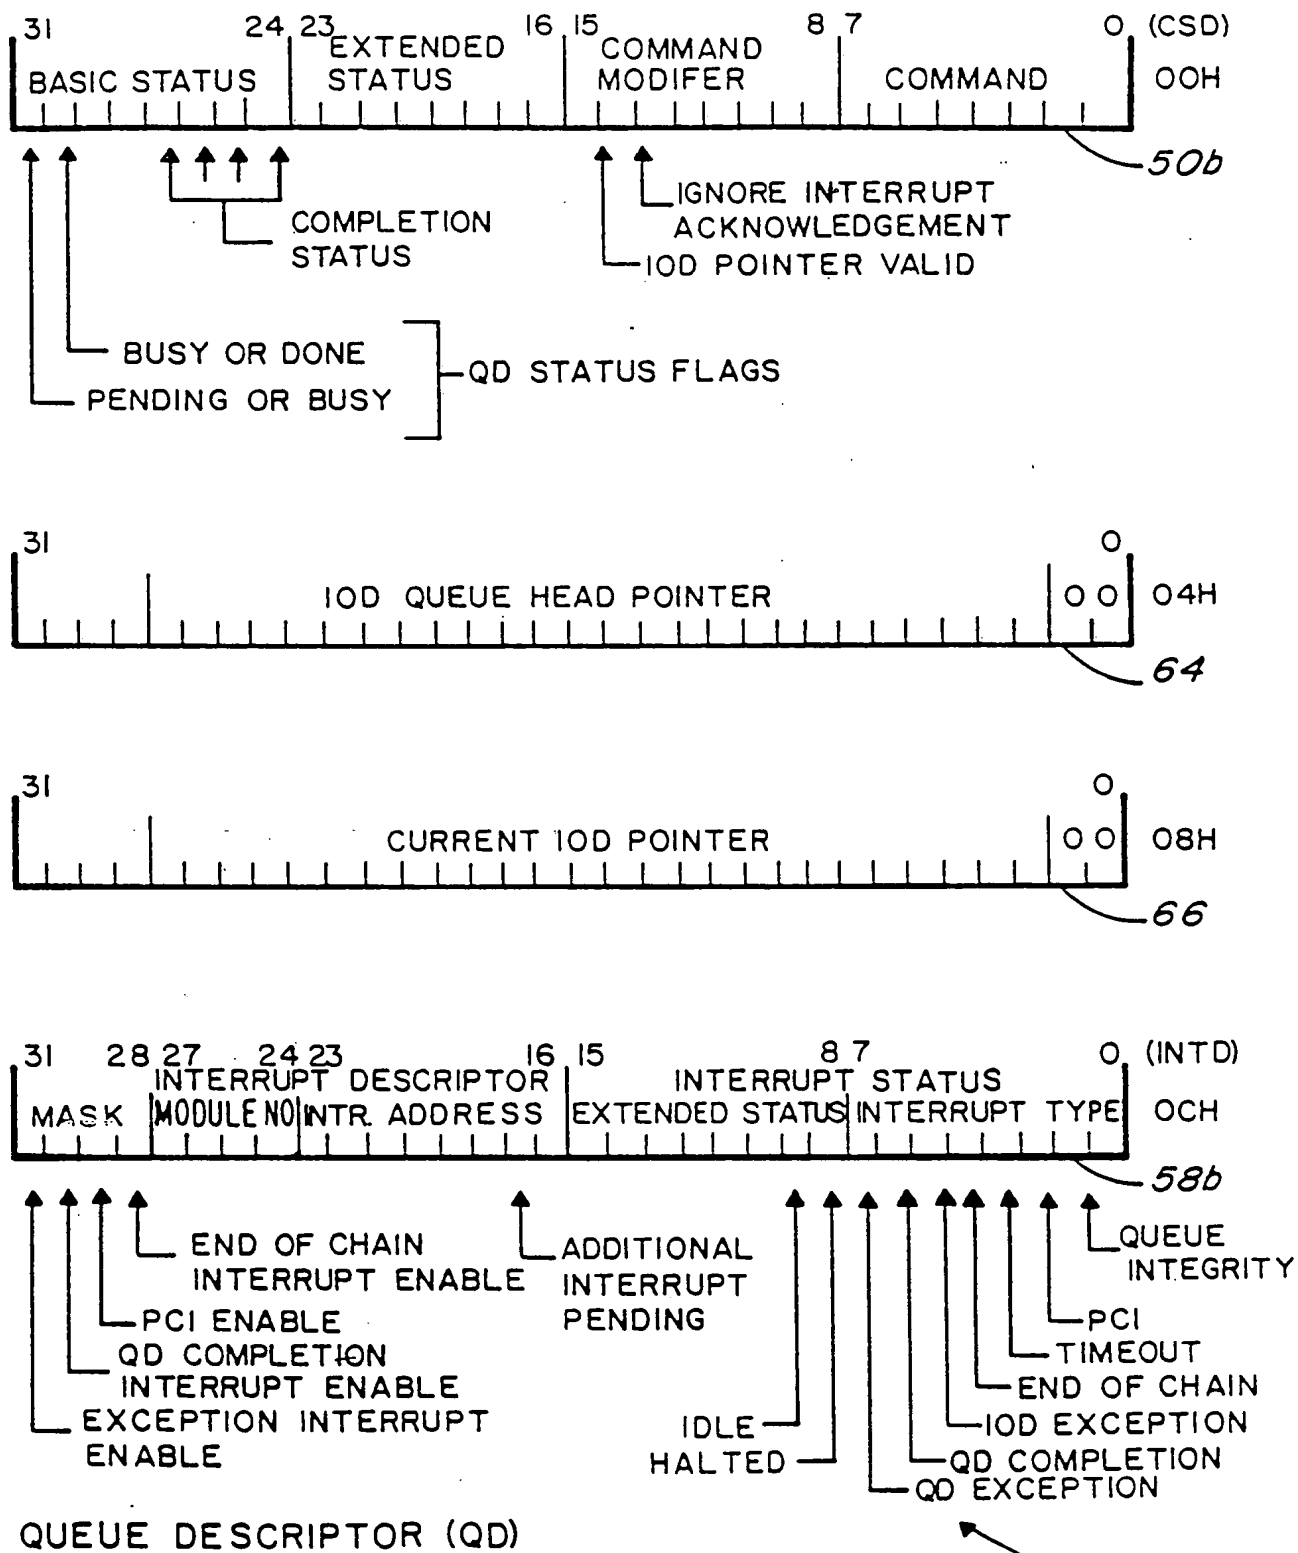 31 24 23 16 15 8 7 0 (CSD)
BASIC STATUS EXTENDED STATUS COMMAND MODIFER COMMAND 00H
50b
COMPLETION
STATUS
IGNORE INTERRUPT
ACKNOWLEDGEMENT
IOD POINTER VALID
BUSY OR DONE
PENDING OR BUSY
QD STATUS FLAGS
31 0
IOD QUEUE HEAD POINTER 0 0 04H
64
31 0
CURRENT IOD POINTER 0 0 08H
66
31 28 27 24 23 16 15 8 7 0 (INTD)
INTERRUPT DESCRIPTOR INTERRUPT STATUS
MASK MODULE NO INTR. ADDRESS EXTENDED STATUS INTERRUPT TYPE 0CH
58b
END OF CHAIN
INTERRUPT ENABLE
PCI ENABLE
QD COMPLETION
INTERRUPT ENABLE
EXCEPTION INTERRUPT
ENABLE
ADDITIONAL
INTERRUPT
PENDING
QUEUE
INTEGRITY
PCI
TIMEOUT
END OF CHAIN
IOD EXCEPTION
QD COMPLETION
QD EXCEPTION
IDLE
HALTED
QUEUE DESCRIPTOR (QD)